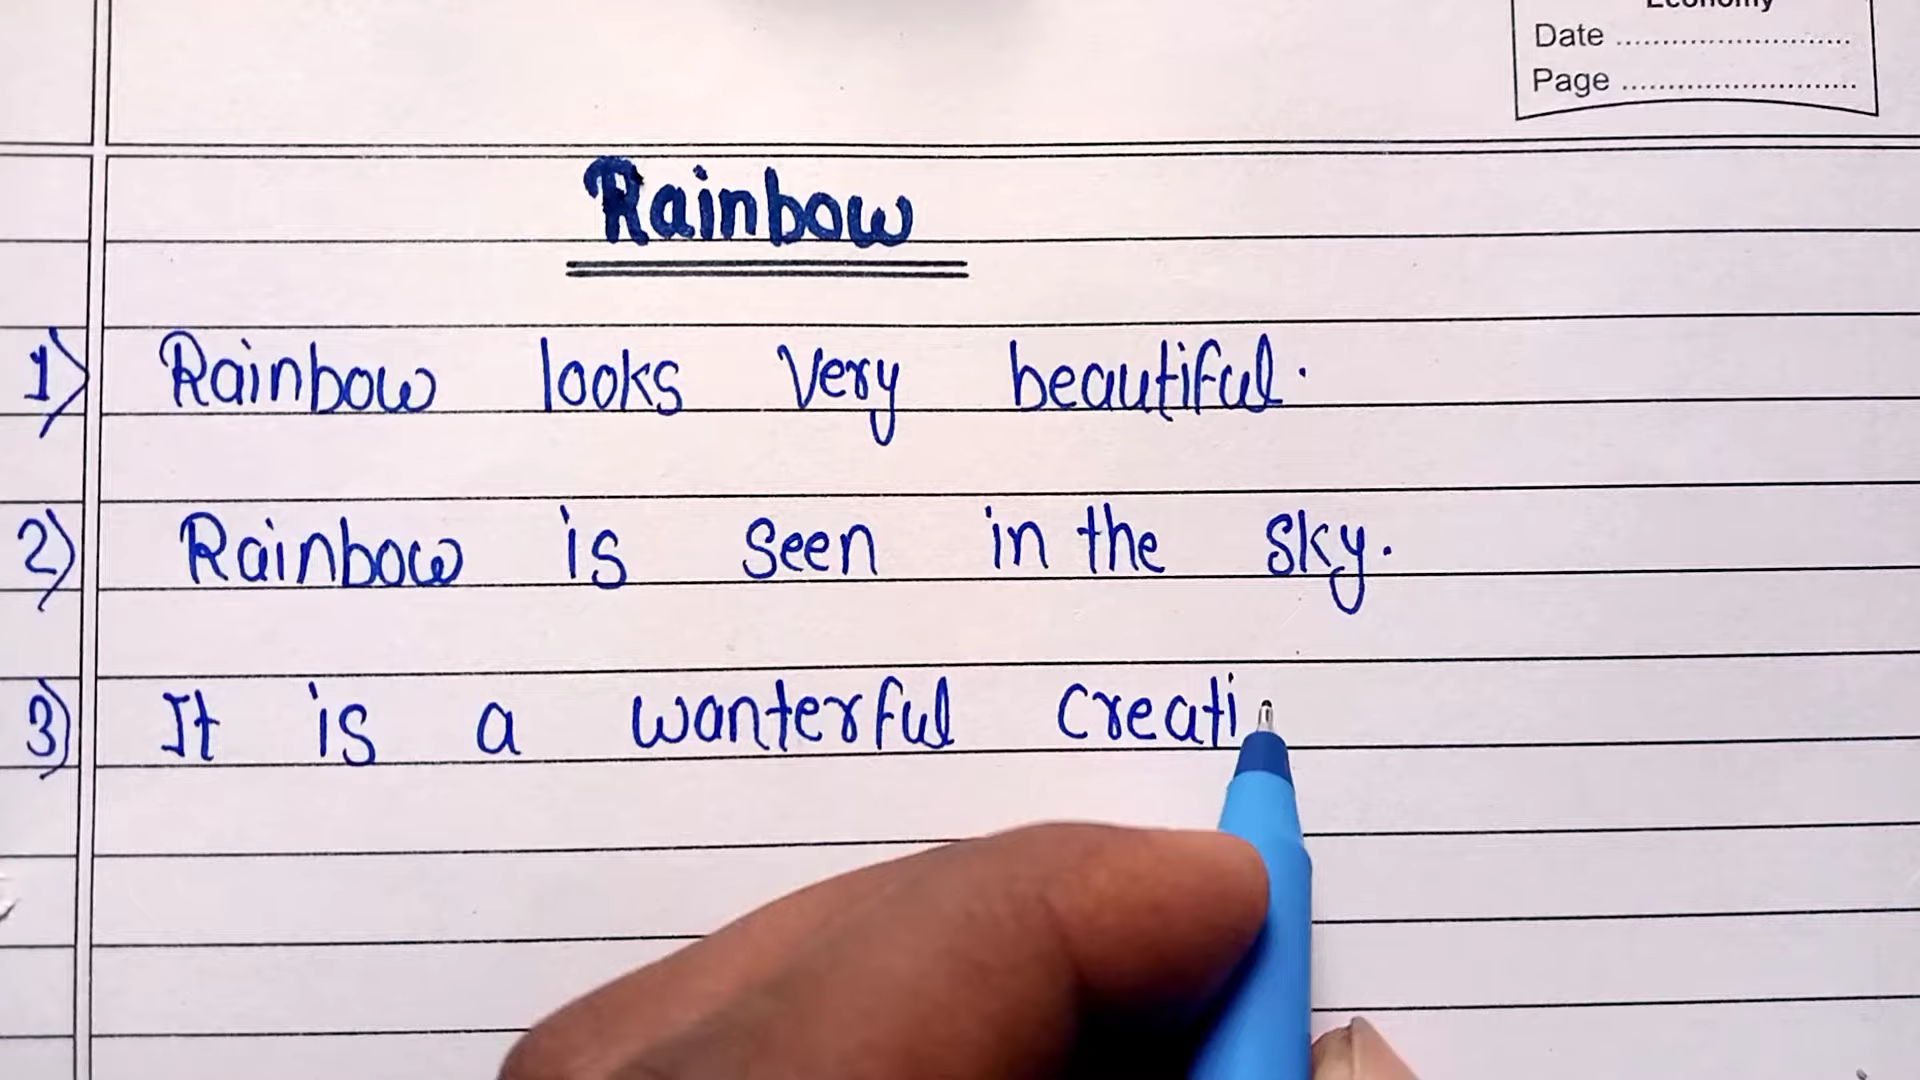 Economy
Date
Page
Rainbow
1) Rainbow looks Very beautiful.
2) Rainbow is seen in the sky.
3) It is a wanterful creati